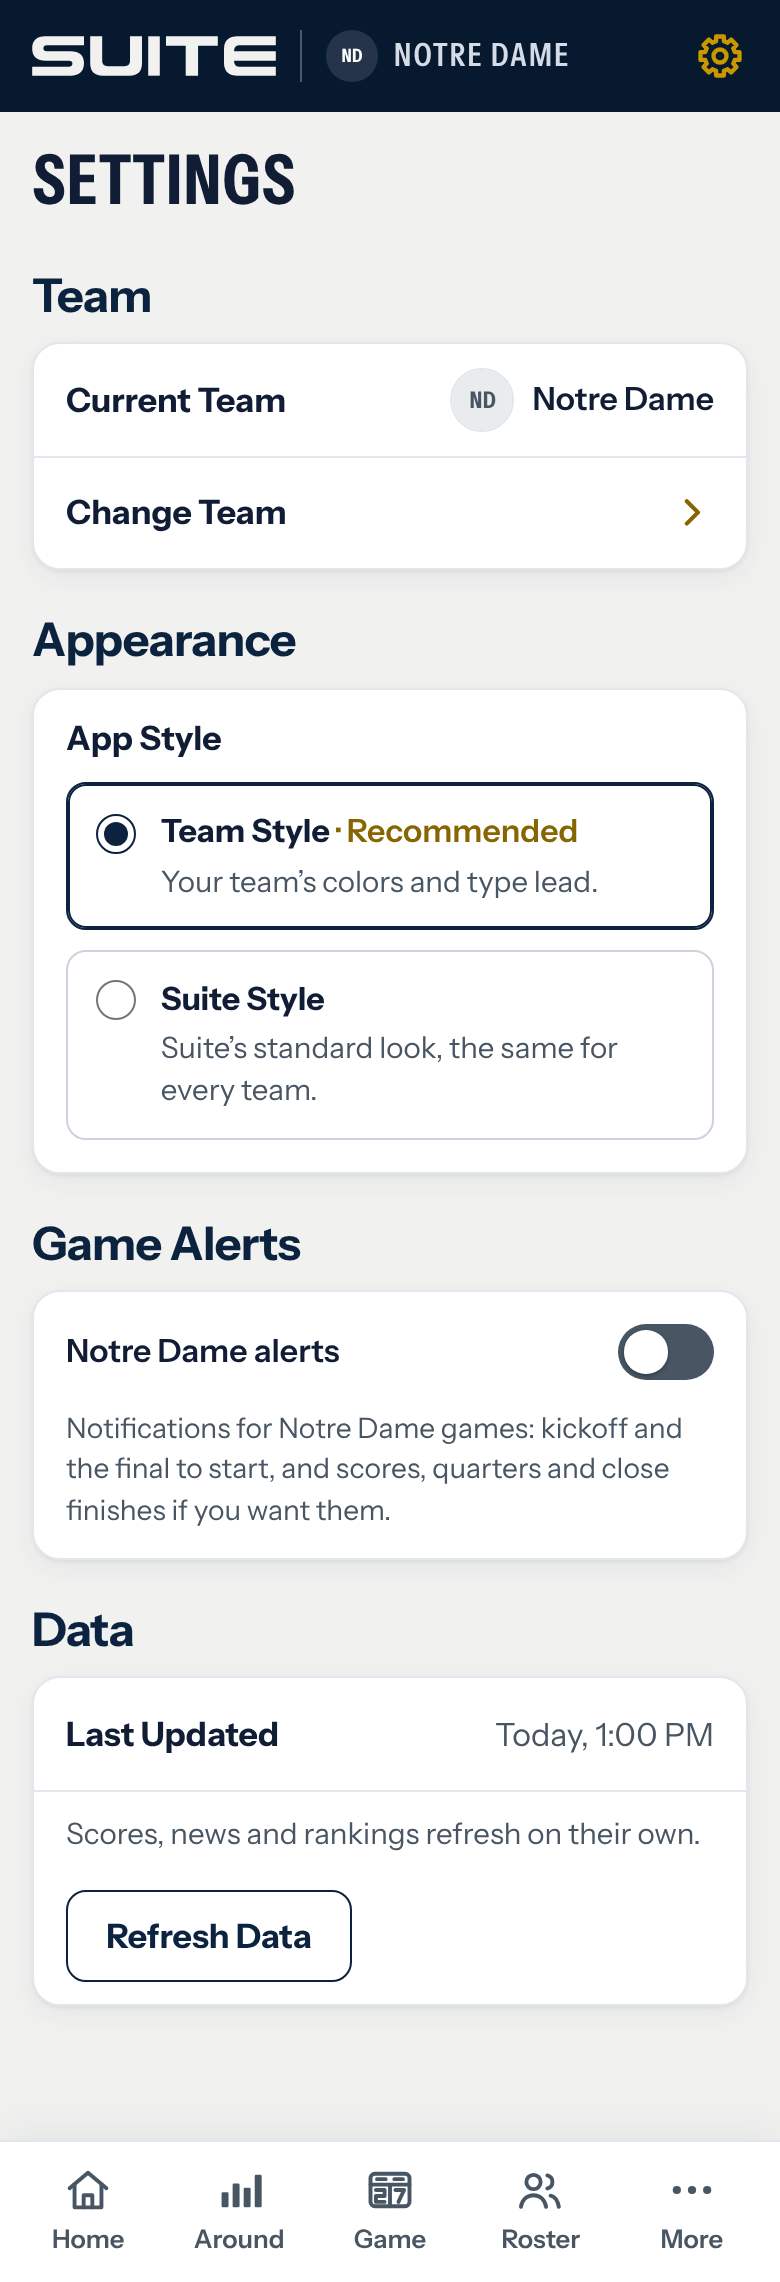 SUITE
ND NOTRE DAME
SETTINGS
Team
Current Team ND Notre Dame
Change Team
Appearance
App Style
Team Style · Recommended
Your team’s colors and type lead.
Suite Style
Suite’s standard look, the same for
every team.
Game Alerts
Notre Dame alerts
Notifications for Notre Dame games: kickoff and
the final to start, and scores, quarters and close
finishes if you want them.
Data
Last Updated Today, 1:00 PM
Scores, news and rankings refresh on their own.
Refresh Data
27
Home Around Game Roster More